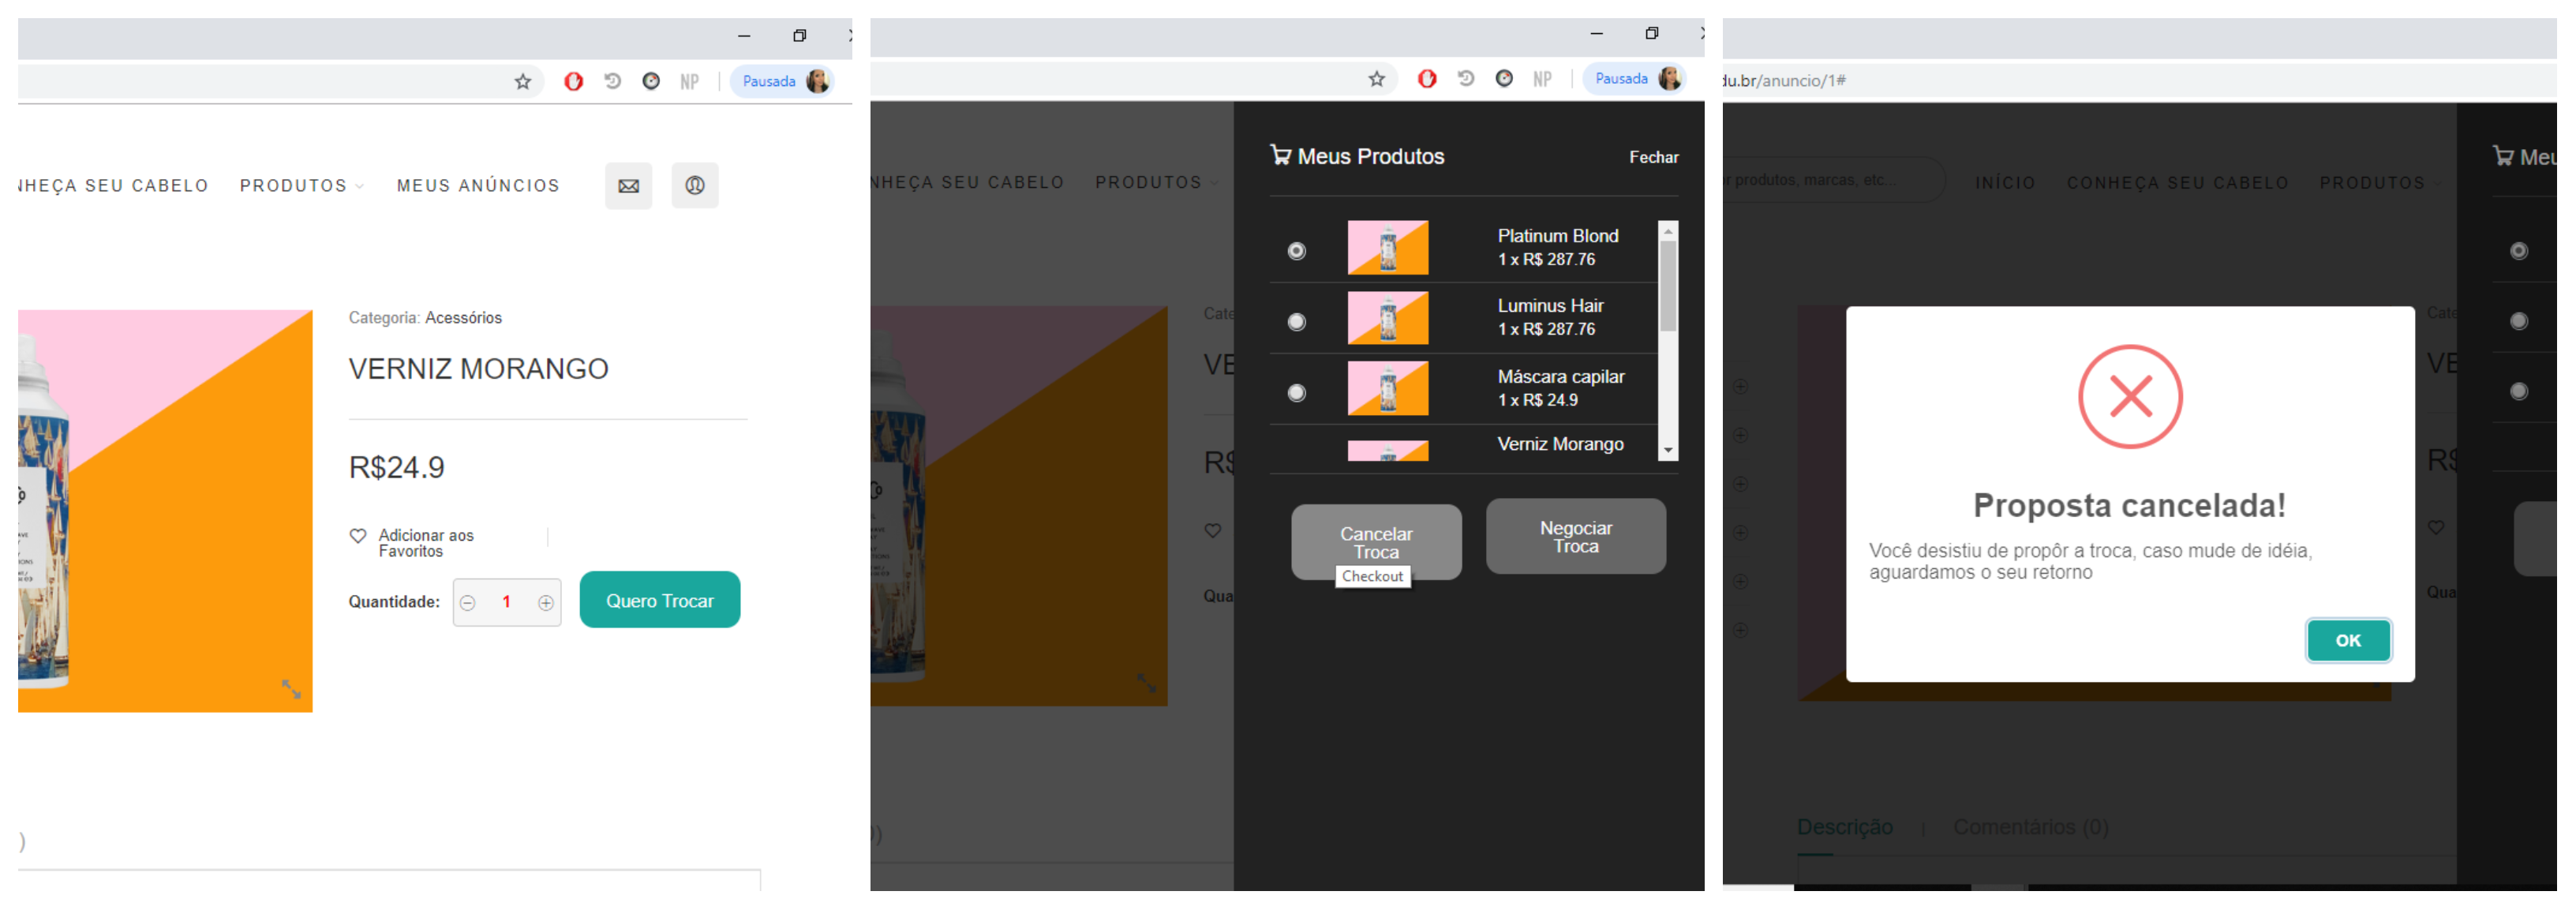 NP
Pausada
NHEÇA SEU CABELO
PRODUTOS
MEUS ANÚNCIOS
Categoria: Acessórios
VERNIZ MORANGO
R$24.9
Adicionar aos
Favoritos
Quantidade:
1
Quero Trocar
)
NP
Pausada
NHEÇA SEU CABELO
PRODUTOS
Meus Produtos
Fechar
Platinum Blond
1 x R$ 287.76
Luminus Hair
1 x R$ 287.76
Máscara capilar
1 x R$ 24.9
Verniz Morango
Cate
VE
R$
Qua
Cancelar
Troca
Checkout
Negociar
Troca
du.br/anuncio/1#
r produtos, marcas, etc...
INÍCIO
CONHEÇA SEU CABELO
PRODUTOS
Meu
Cate
VE
R$
Qua
Proposta cancelada!
Você desistiu de propôr a troca, caso mude de idéia,
aguardamos o seu retorno
OK
Descrição
Comentários (0)